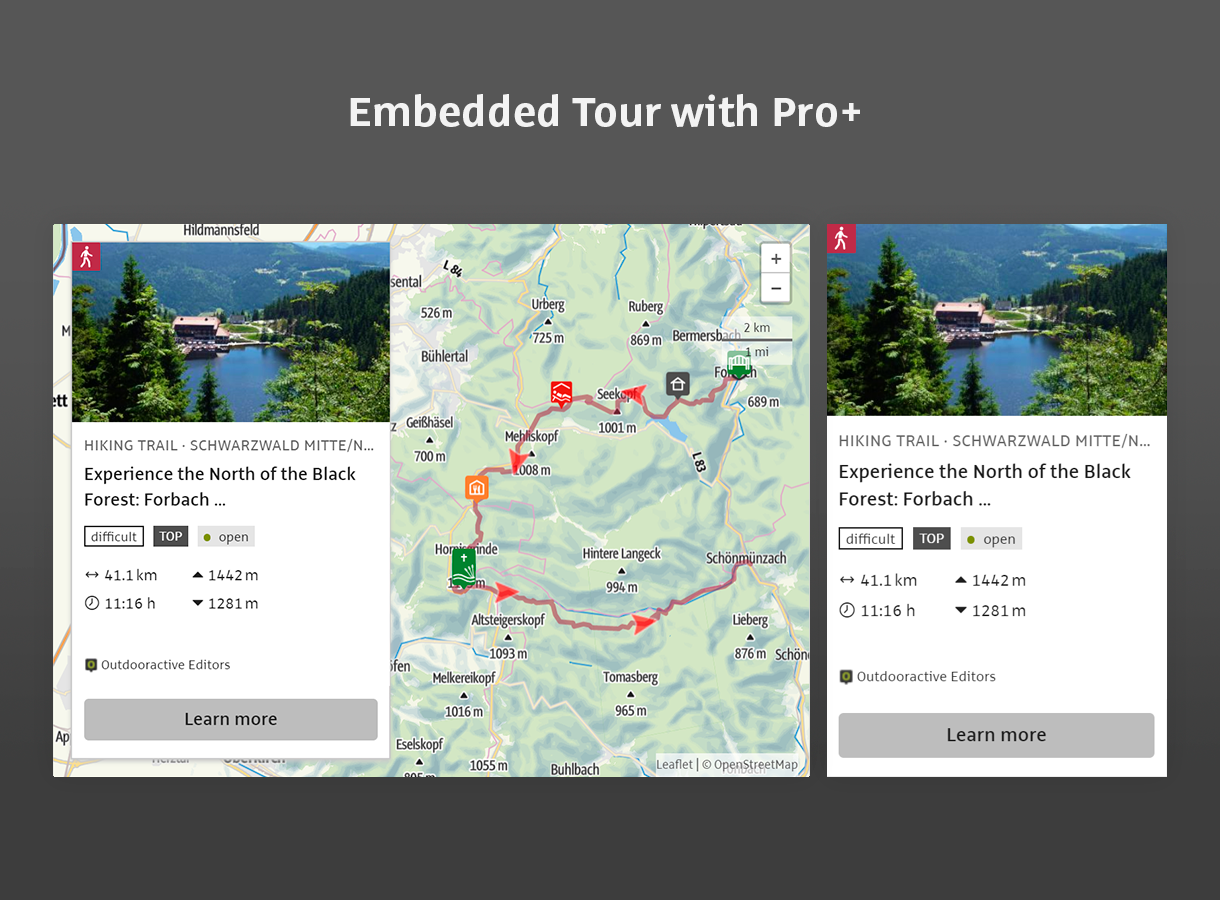 Embedded Tour with Pro+
Hildmannsfeld
HIKING TRAIL · SCHWARZWALD MITTE/N...
Experience the North of the Black
Forest: Forbach ...
difficult
TOP
open
41.1 km
1442 m
11:16 h
1281 m
Outdooractive Editors
Learn more
L 84
526 m
Bühlertal
Urberg
725 m
Ruberg
869 m
Bermersbach
+
−
2 km
1 mi
689 m
Seekopf
1001 m
Geißhäsel
700 m
Mehliskopf
1008 m
L 83
Hornisgrinde
Hintere Langeck
994 m
Schönmünzach
Altsteigerskopf
1093 m
Lieberg
876 m
Melkereikopf
1016 m
Tomasberg
965 m
Eselskopf
1055 m
Buhlbach
Leaflet | © OpenStreetMap
HIKING TRAIL · SCHWARZWALD MITTE/N...
Experience the North of the Black
Forest: Forbach ...
difficult
TOP
open
41.1 km
1442 m
11:16 h
1281 m
Outdooractive Editors
Learn more